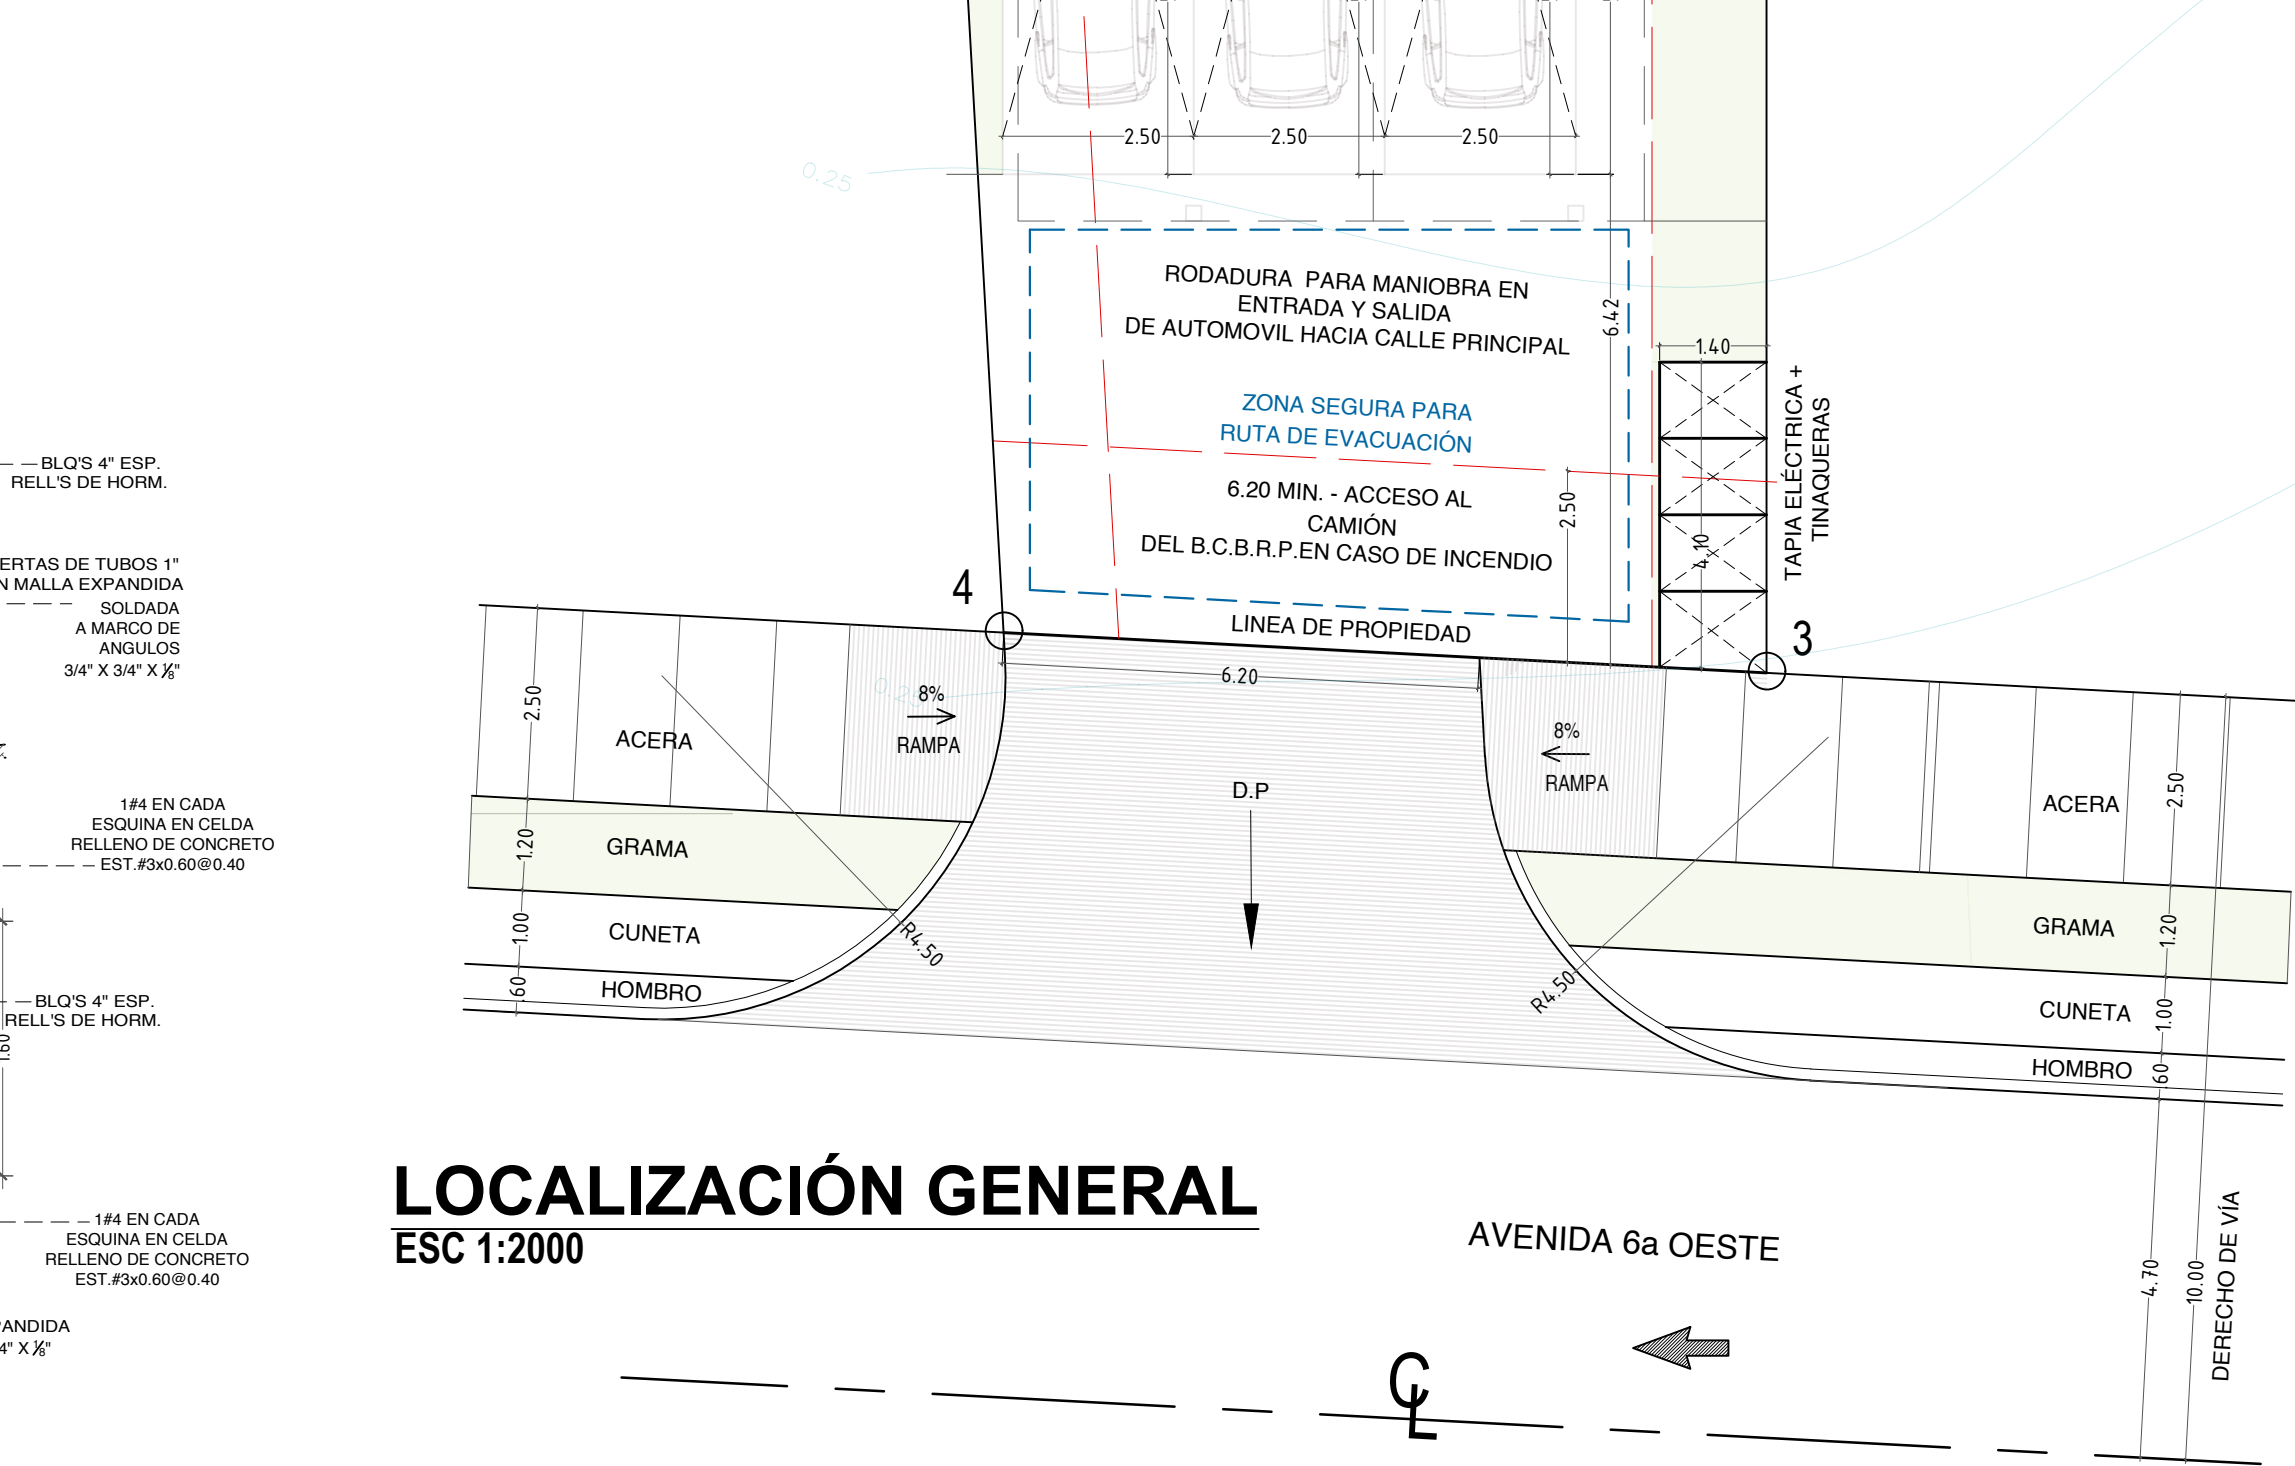 2.50
2.50
2.50
0.25
RODADURA PARA MANIOBRA EN
ENTRADA Y SALIDA
DE AUTOMOVIL HACIA CALLE PRINCIPAL
6.42
1.40
ZONA SEGURA PARA
RUTA DE EVACUACIÓN
6.20 MIN. - ACCESO AL
CAMIÓN
DEL B.C.B.R.P.EN CASO DE INCENDIO
2.50
4.10
TAPIA ELÉCTRICA +
TINAQUERAS
BLQ'S 4" ESP.
RELL'S DE HORM.
ERTAS DE TUBOS 1"
N MALLA EXPANDIDA
SOLDADA
A MARCO DE
ANGULOS
3/4" X 3/4" X 1/8"
4
LINEA DE PROPIEDAD
3
6.20
0.25
2.50
ACERA
8%
RAMPA
8%
RAMPA
D.P
ACERA
2.50
1#4 EN CADA
ESQUINA EN CELDA
RELLENO DE CONCRETO
EST.#3x0.60@0.40
1.20
GRAMA
GRAMA
1.20
1.00
CUNETA
R4.50
R4.50
CUNETA
1.00
.60
HOMBRO
HOMBRO
.60
BLQ'S 4" ESP.
RELL'S DE HORM.
1.60
1#4 EN CADA
ESQUINA EN CELDA
RELLENO DE CONCRETO
EST.#3x0.60@0.40
PANDIDA
4" X 1/8"
LOCALIZACIÓN GENERAL
ESC 1:2000
AVENIDA 6a OESTE
4.70
10.00
DERECHO DE VÍA
CL